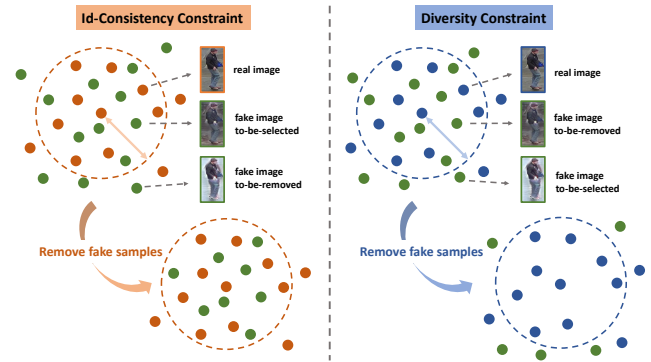 Id-Consistency Constraint
real image
fake image
to-be-selected
fake image
to-be-removed
Remove fake samples
Diversity Constraint
real image
fake image
to-be-removed
fake image
to-be-selected
Remove fake samples